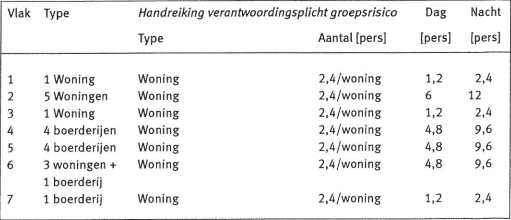 Vlak Type Handreiking verantwoordingsplicht groepsrisico Dag Nacht
Type Aantal [pers] [pers] [pers]
1 1 Woning Woning 2,4/woning 1,2 2,4
2 5 Woningen Woning 2,4/woning 6 12
3 1 Woning Woning 2,4/woning 1,2 2,4
4 4 boerderijen Woning 2,4/woning 4,8 9,6
5 4 boerderijen Woning 2,4/woning 4,8 9,6
6 3 woningen + Woning 2,4/woning 4,8 9,6
1 boerderij
7 1 boerderij Woning 2,4/woning 1,2 2,4